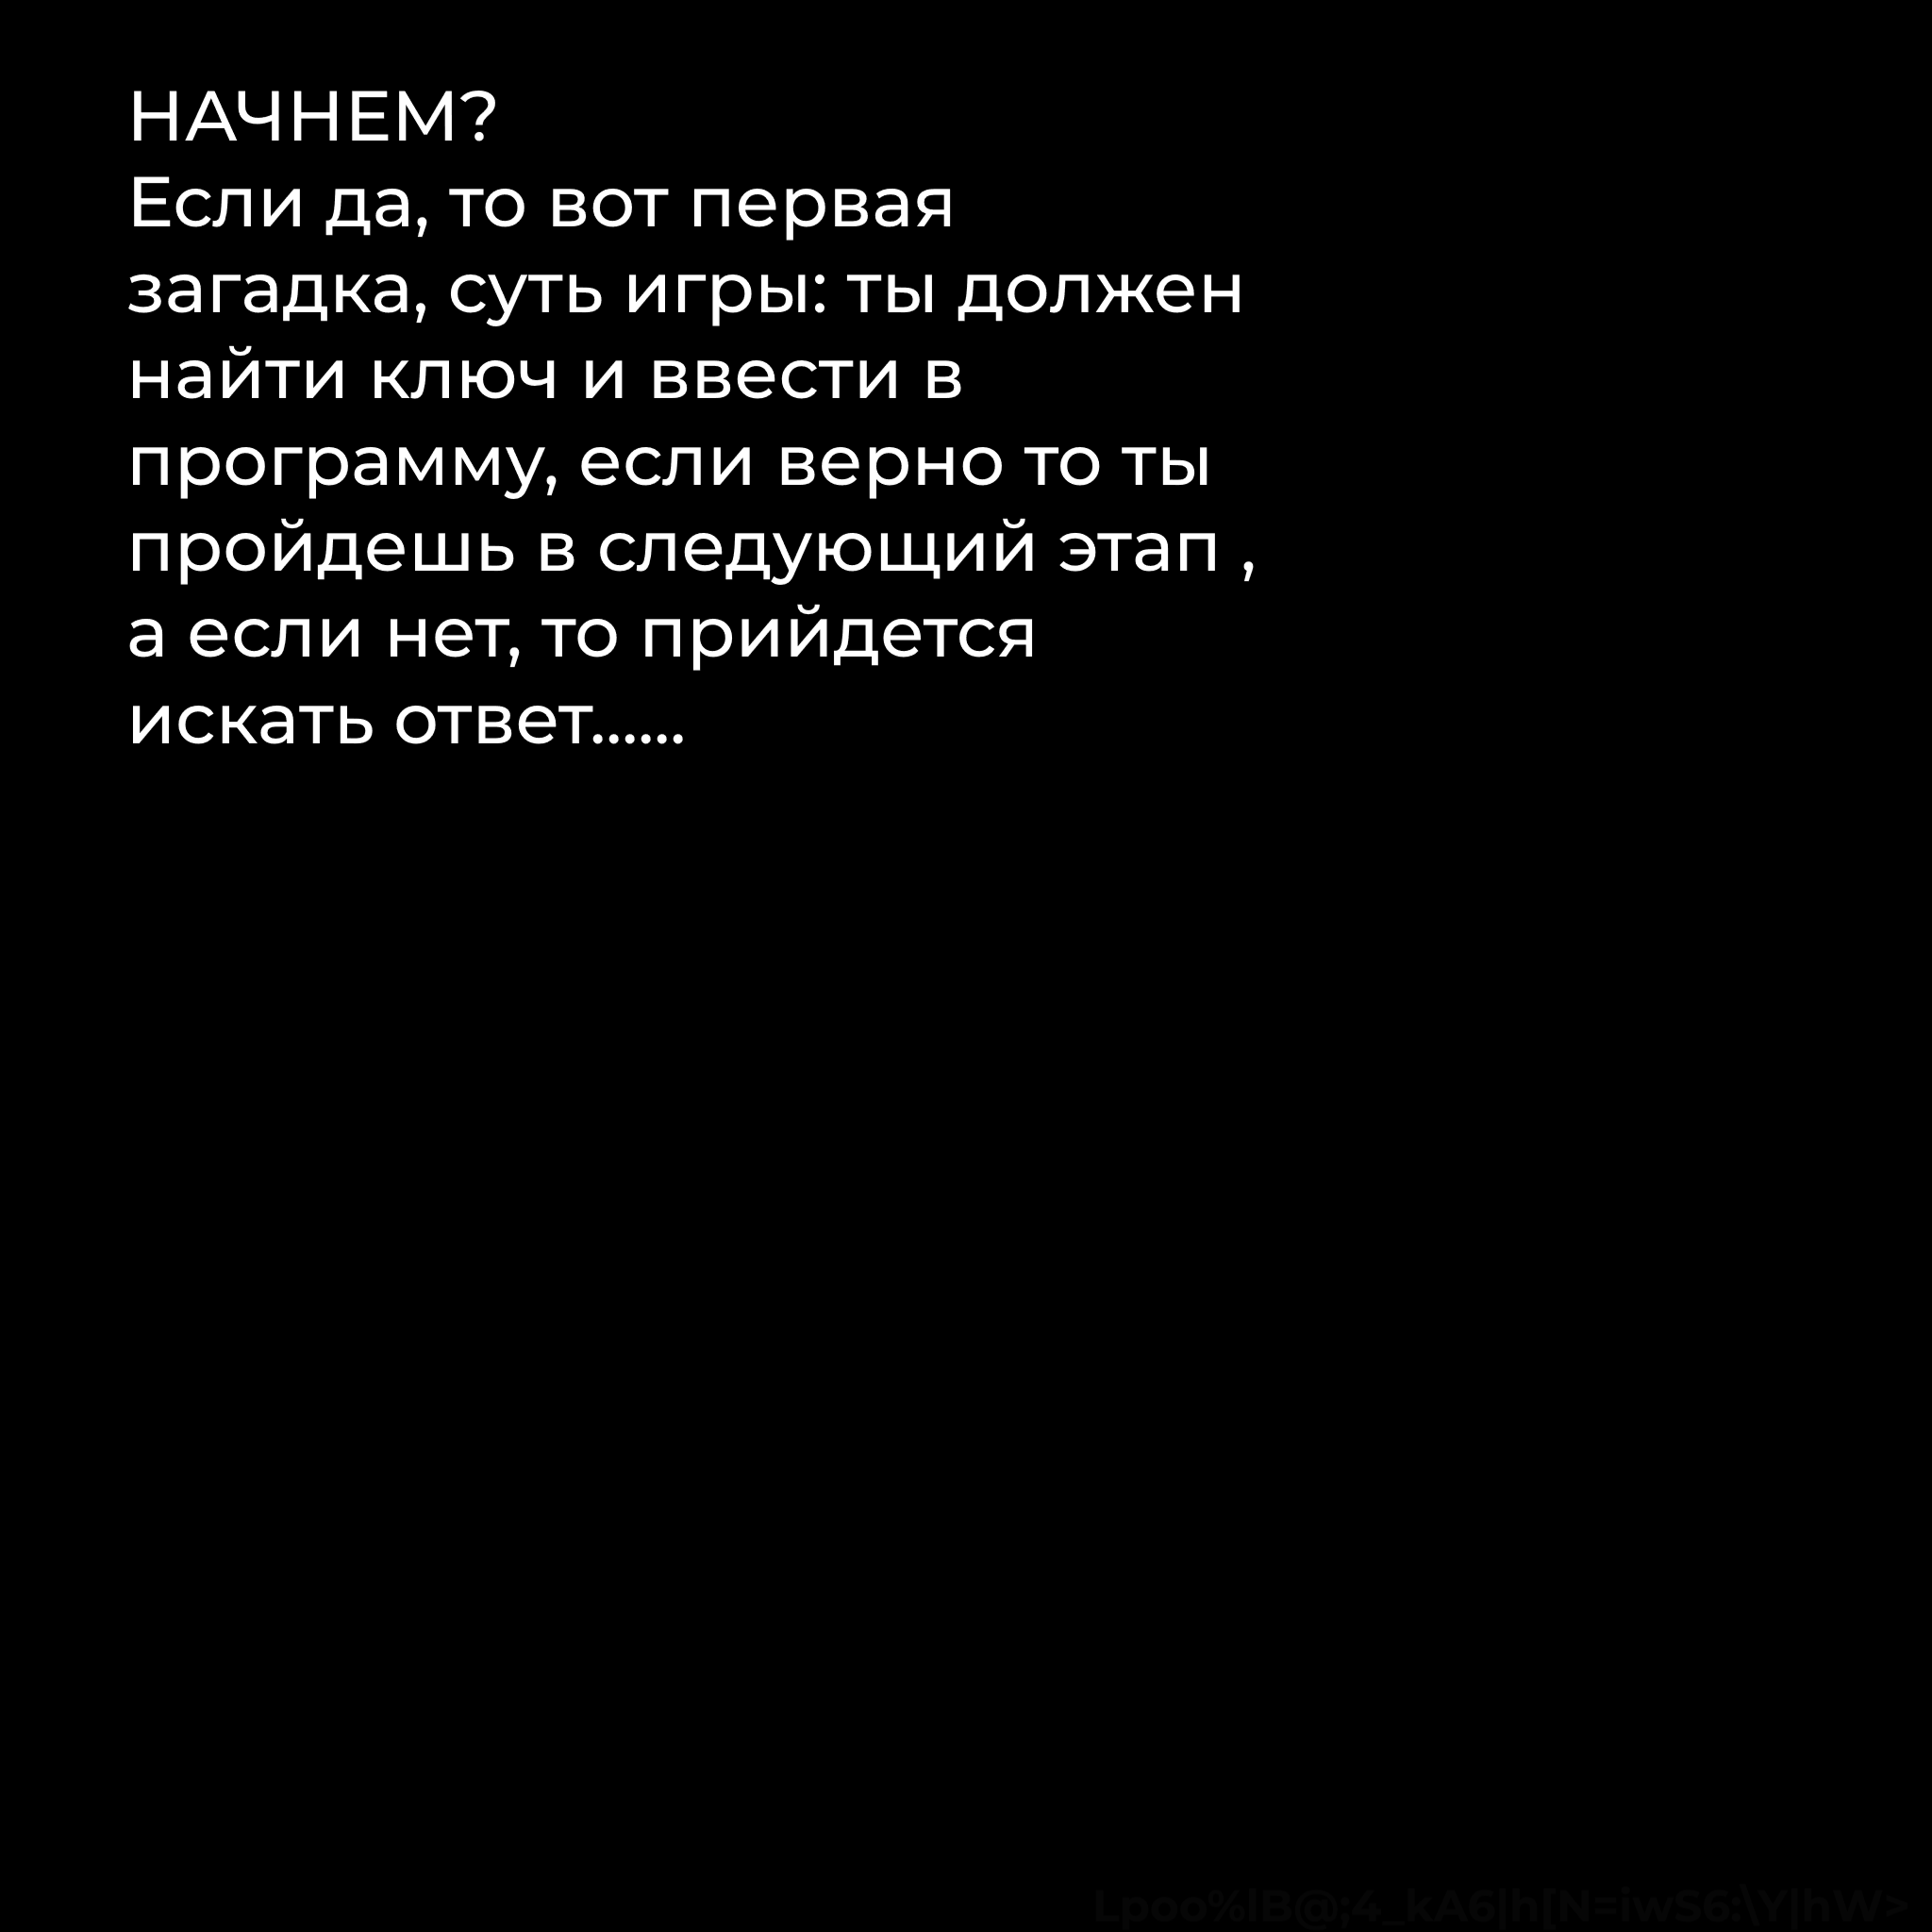 НАЧНЕМ?
Если да, то вот первая
загадка, суть игры: ты должен
найти ключ и ввести в
программу, если верно то ты
пройдешь в следующий этап ,
а если нет, то прийдется
искать ответ......